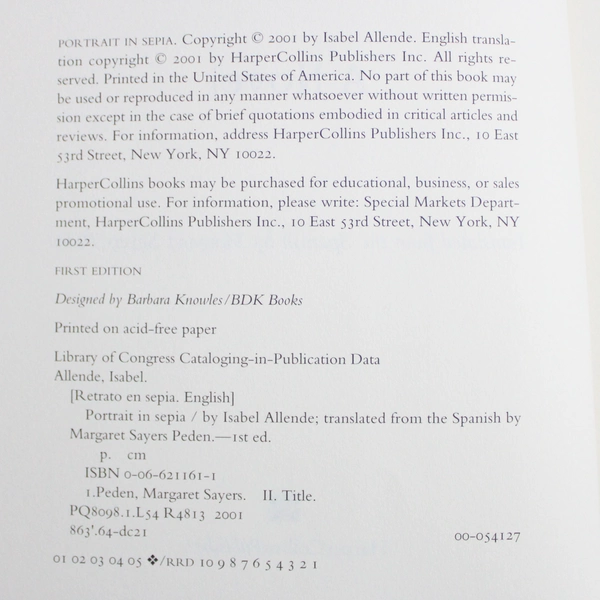 PORTRAIT IN SEPIA. Copyright © 2001 by Isabel Allende. English transla-
tion copyright © 2001 by HarperCollins Publishers Inc. All rights re-
served. Printed in the United States of America. No part of this book may
be used or reproduced in any manner whatsoever without written permis-
sion except in the case of brief quotations embodied in critical articles and
reviews. For information, address HarperCollins Publishers Inc., 10 East
53rd Street, New York, NY 10022.
HarperCollins books may be purchased for educational, business, or sales
promotional use. For information, please write: Special Markets Depart-
ment, HarperCollins Publishers Inc., 10 East 53rd Street, New York, NY
10022.
FIRST EDITION
Designed by Barbara Knowles/BDK Books
Printed on acid-free paper
Library of Congress Cataloging-in-Publication Data
Allende, Isabel.
[Retrato en sepia. English]
Portrait in sepia / by Isabel Allende; translated from the Spanish by
Margaret Sayers Peden.—1st ed.
p. cm
ISBN 0-06-621161-1
1.Peden, Margaret Sayers. II. Title.
PQ8098.1.L54 R4813 2001
863'.64-dc21
00-054127
01 02 03 04 05 ❖/RRD 10 9 8 7 6 5 4 3 2 1